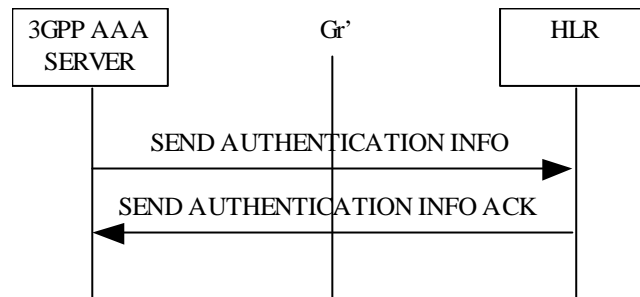 3GPP AAA
SERVER
Gr’
HLR
SEND AUTHENTICATION INFO
SEND AUTHENTICATION INFO ACK